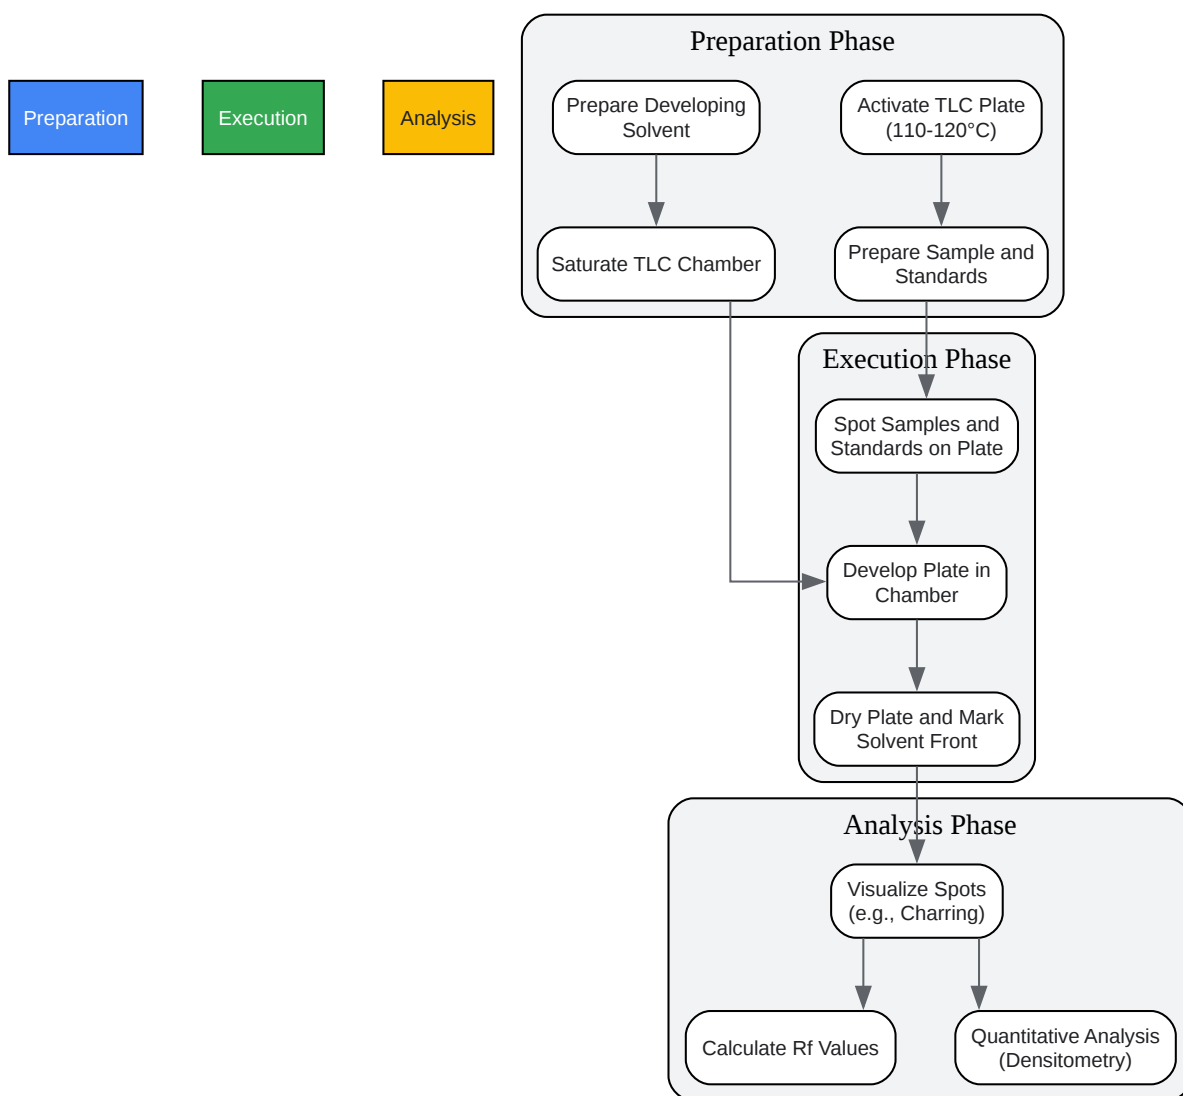 Preparation
Execution
Analysis
Preparation Phase
Prepare Developing
Solvent
Activate TLC Plate
(110-120°C)
Saturate TLC Chamber
Prepare Sample and
Standards
Execution Phase
Spot Samples and
Standards on Plate
Develop Plate in
Chamber
Dry Plate and Mark
Solvent Front
Analysis Phase
Visualize Spots
(e.g., Charring)
Calculate Rf Values
Quantitative Analysis
(Densitometry)